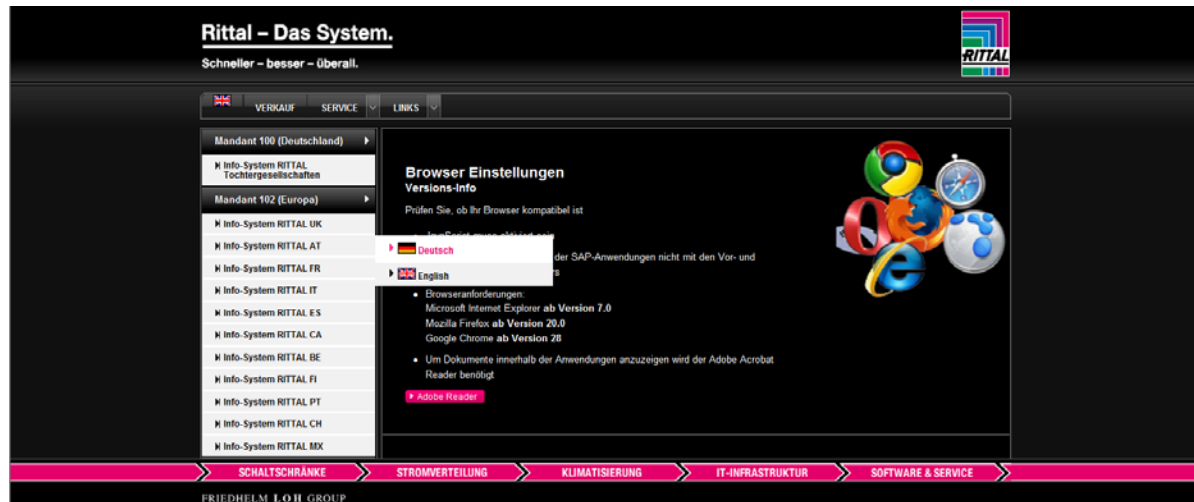 Rittal – Das System.
Schneller – besser – überall.
RITTAL
VERKAUF SERVICE LINKS
Mandant 100 (Deutschland)
Info-System RITTAL
Tochtergesellschaften
Mandant 102 (Europa)
Info-System RITTAL UK
Info-System RITTAL AT
Info-System RITTAL FR
Info-System RITTAL IT
Info-System RITTAL ES
Info-System RITTAL CA
Info-System RITTAL BE
Info-System RITTAL FI
Info-System RITTAL PT
Info-System RITTAL CH
Info-System RITTAL MX
Deutsch
English
Browser Einstellungen
Versions-Info
Prüfen Sie, ob Ihr Browser kompatibel ist
der SAP-Anwendungen nicht mit den Vor- und
Browseranforderungen:
Microsoft Internet Explorer ab Version 7.0
Mozilla Firefox ab Version 20.0
Google Chrome ab Version 28
Um Dokumente innerhalb der Anwendungen anzuzeigen wird der Adobe Acrobat
Reader benötigt
Adobe Reader
SCHALTSCHRÄNKE STROMVERTEILUNG KLIMATISIERUNG IT-INFRASTRUKTUR SOFTWARE & SERVICE
FRIEDHELM LOH GROUP